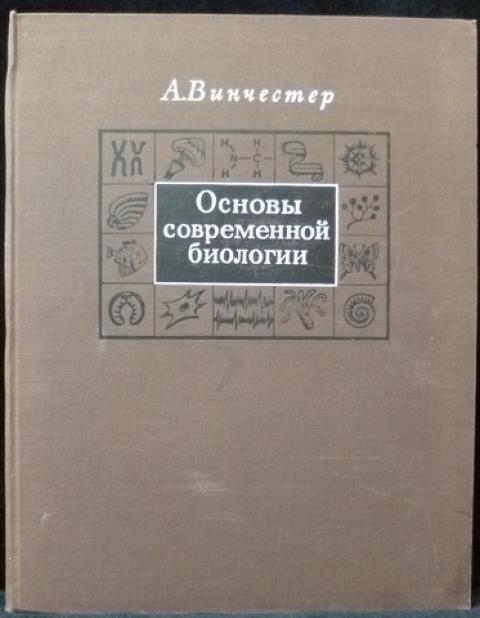 А.Винчестер
H H
N–C–
H H
Основы
современной
биологии